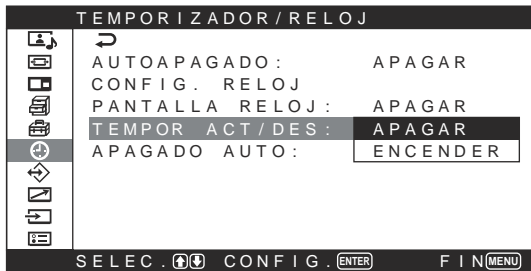 TEMPORIZADOR/RELOJ
AUTOAPAGADO: APAGAR
CONFIG. RELOJ
PANTALLA RELOJ: APAGAR
TEMPOR ACT/DES: APAGAR
APAGADO AUTO: ENCENDER
SELEC. CONFIG. ENTER FIN MENU